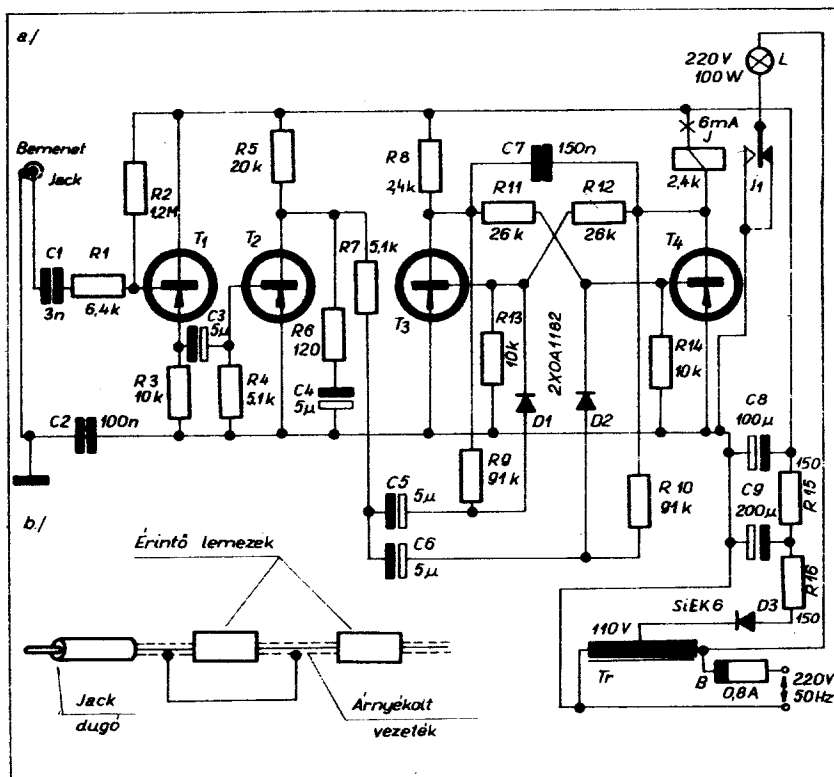 a./
220V
100W
L
6mA
J
2,4k
J1
Bemenet
Jack
R2
1,2M
C1
3n
R1
6,4k
T1
R3
10k
C3
5µ
C2
100n
R5
20k
T2
R4
5,1k
R6
120
C4
5µ
R7
5,1k
R8
2,4k
T3
C7
150n
R11
26k
R12
26k
R13
10k
2XOA1182
D1
D2
T4
R14
10k
R9
91k
R10
91k
C5
5µ
C6
5µ
C8
100µ
150
R15
C9
200µ
R16
150
SiEK6
D3
110V
Tr
B
0,8A
220V
50Hz
b./
Érintő lemezek
Jack
dugó
Árnyékolt
vezeték